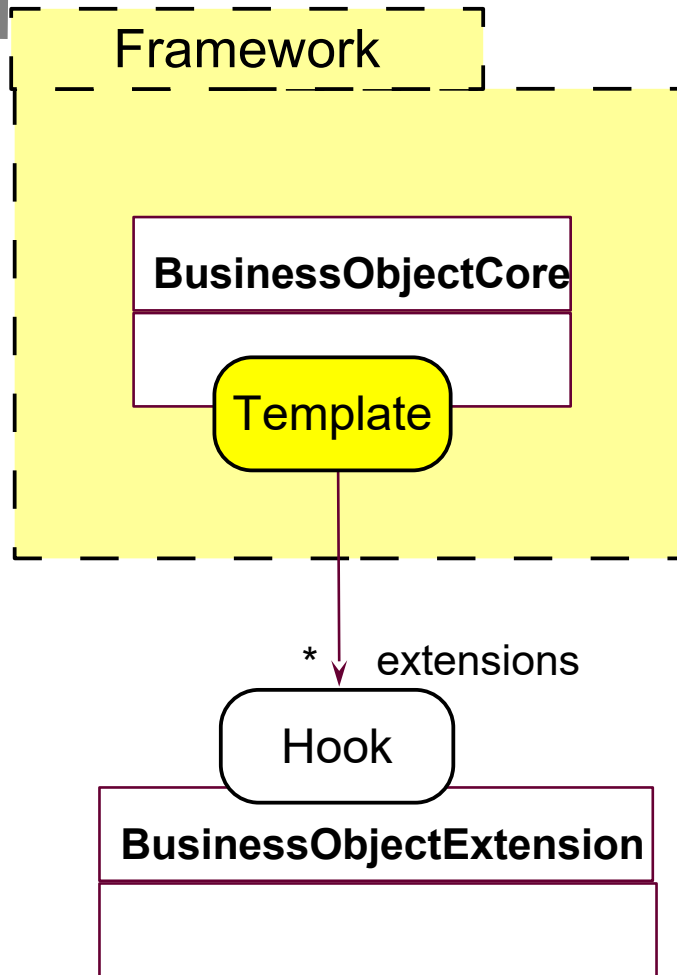 Framework
BusinessObjectCore
Template
* extensions
Hook
BusinessObjectExtension